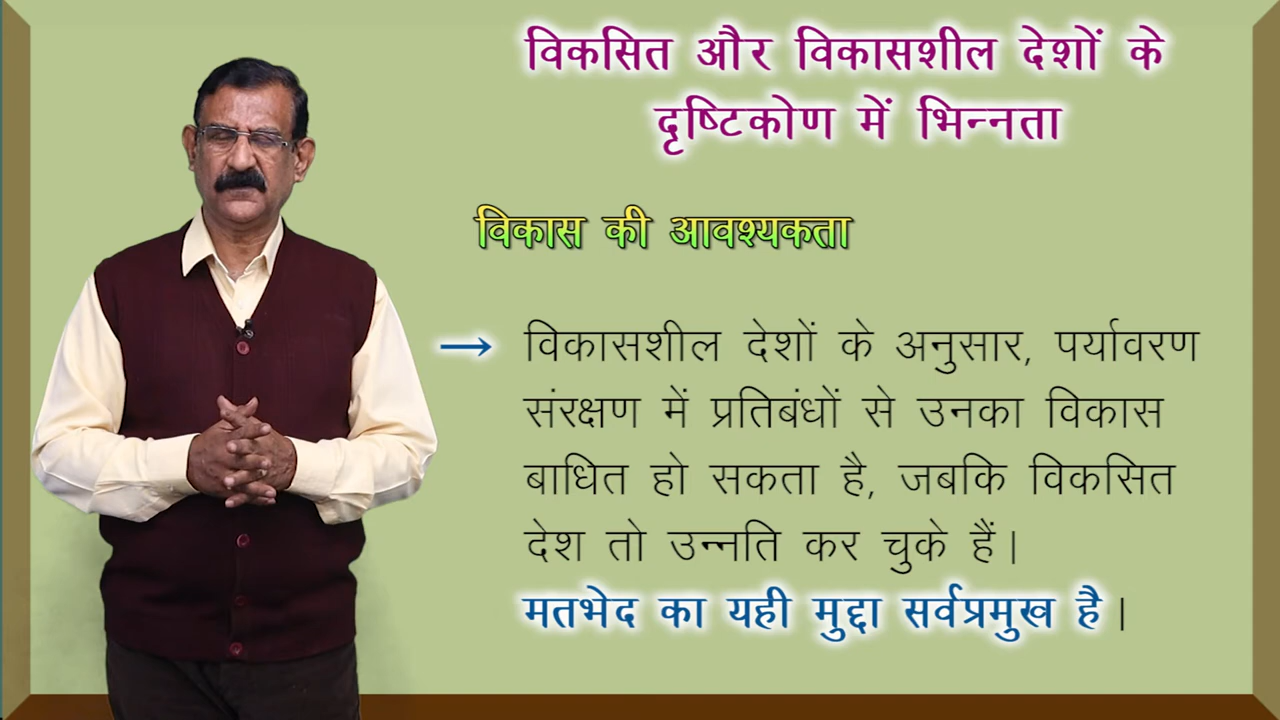 विकसित और विकासशील देशों के
दृष्टिकोण में भिन्नता
विकास की आवश्यकता
→ विकासशील देशों के अनुसार, पर्यावरण
संरक्षण में प्रतिबंधों से उनका विकास
बाधित हो सकता है, जबकि विकसित
देश तो उन्नति कर चुके हैं।
मतभेद का यही मुद्दा सर्वप्रमुख है।